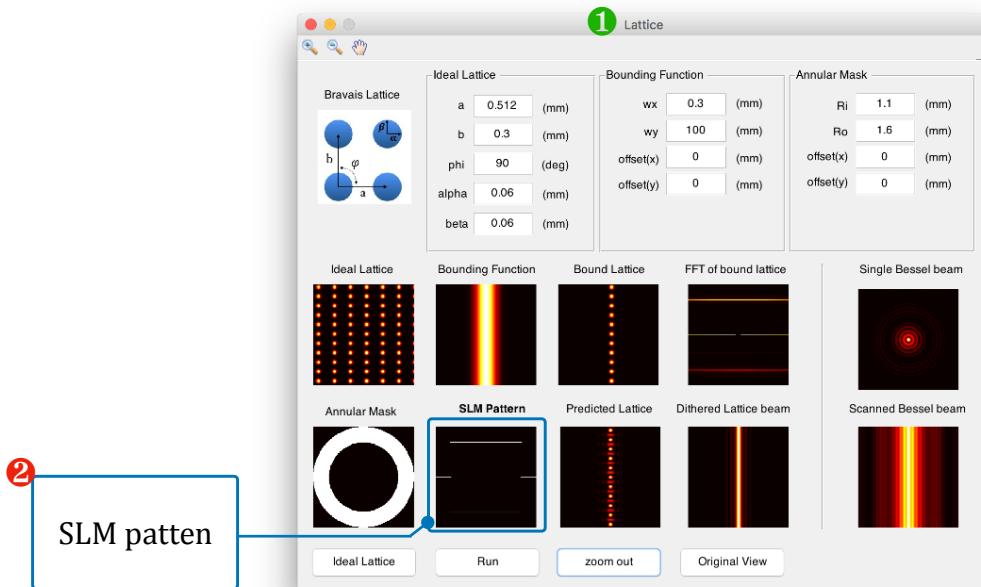 1 Lattice
Bravais Lattice
β
α
b
φ
a
Ideal Lattice
a 0.512 (mm)
b 0.3 (mm)
phi 90 (deg)
alpha 0.06 (mm)
beta 0.06 (mm)
Bounding Function
wx 0.3 (mm)
wy 100 (mm)
offset(x) 0 (mm)
offset(y) 0 (mm)
Annular Mask
Ri 1.1 (mm)
Ro 1.6 (mm)
offset(x) 0 (mm)
offset(y) 0 (mm)
Ideal Lattice Bounding Function Bound Lattice FFT of bound lattice Single Bessel beam
Annular Mask SLM Pattern Predicted Lattice Dithered Lattice beam Scanned Bessel beam
2
SLM patten
Ideal Lattice Run zoom out Original View